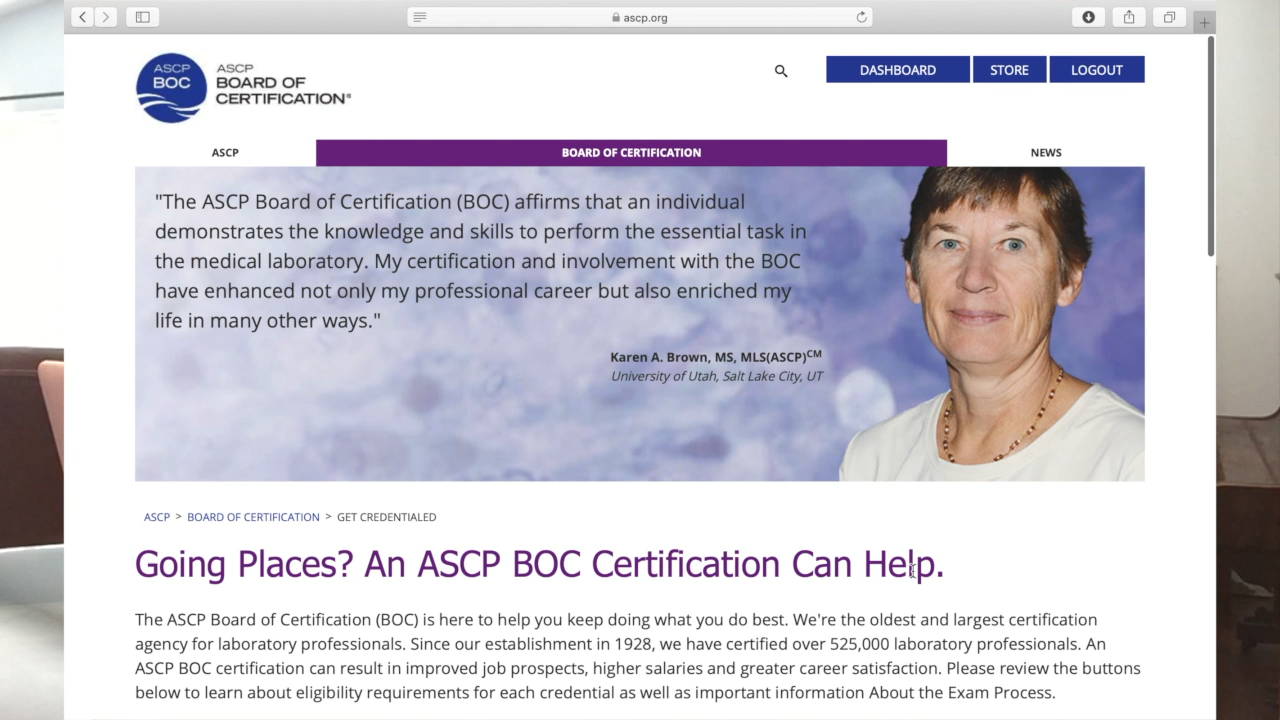 ascp.org
ASCP
BOC
ASCP
BOARD OF
CERTIFICATION®
DASHBOARD
STORE
LOGOUT
ASCP
BOARD OF CERTIFICATION
NEWS
"The ASCP Board of Certification (BOC) affirms that an individual
demonstrates the knowledge and skills to perform the essential task in
the medical laboratory. My certification and involvement with the BOC
have enhanced not only my professional career but also enriched my
life in many other ways."
Karen A. Brown, MS, MLS(ASCP)CM
University of Utah, Salt Lake City, UT
ASCP > BOARD OF CERTIFICATION > GET CREDENTIALED
Going Places? An ASCP BOC Certification Can Help.
The ASCP Board of Certification (BOC) is here to help you keep doing what you do best. We're the oldest and largest certification
agency for laboratory professionals. Since our establishment in 1928, we have certified over 525,000 laboratory professionals. An
ASCP BOC certification can result in improved job prospects, higher salaries and greater career satisfaction. Please review the buttons
below to learn about eligibility requirements for each credential as well as important information About the Exam Process.